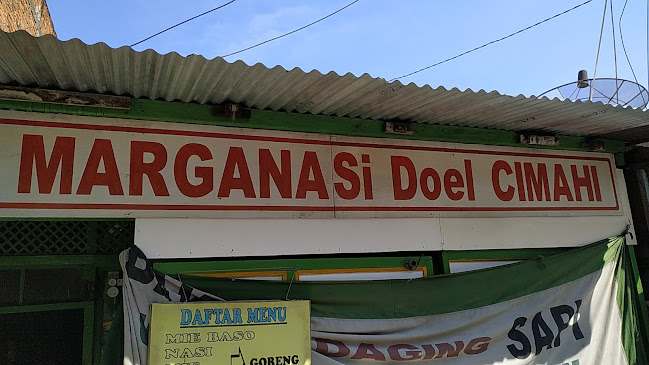 MARGANASi Doel CIMAHI
DAFTAR MENU
MIE BASO
NASI
GORENG
DAGING SAPI